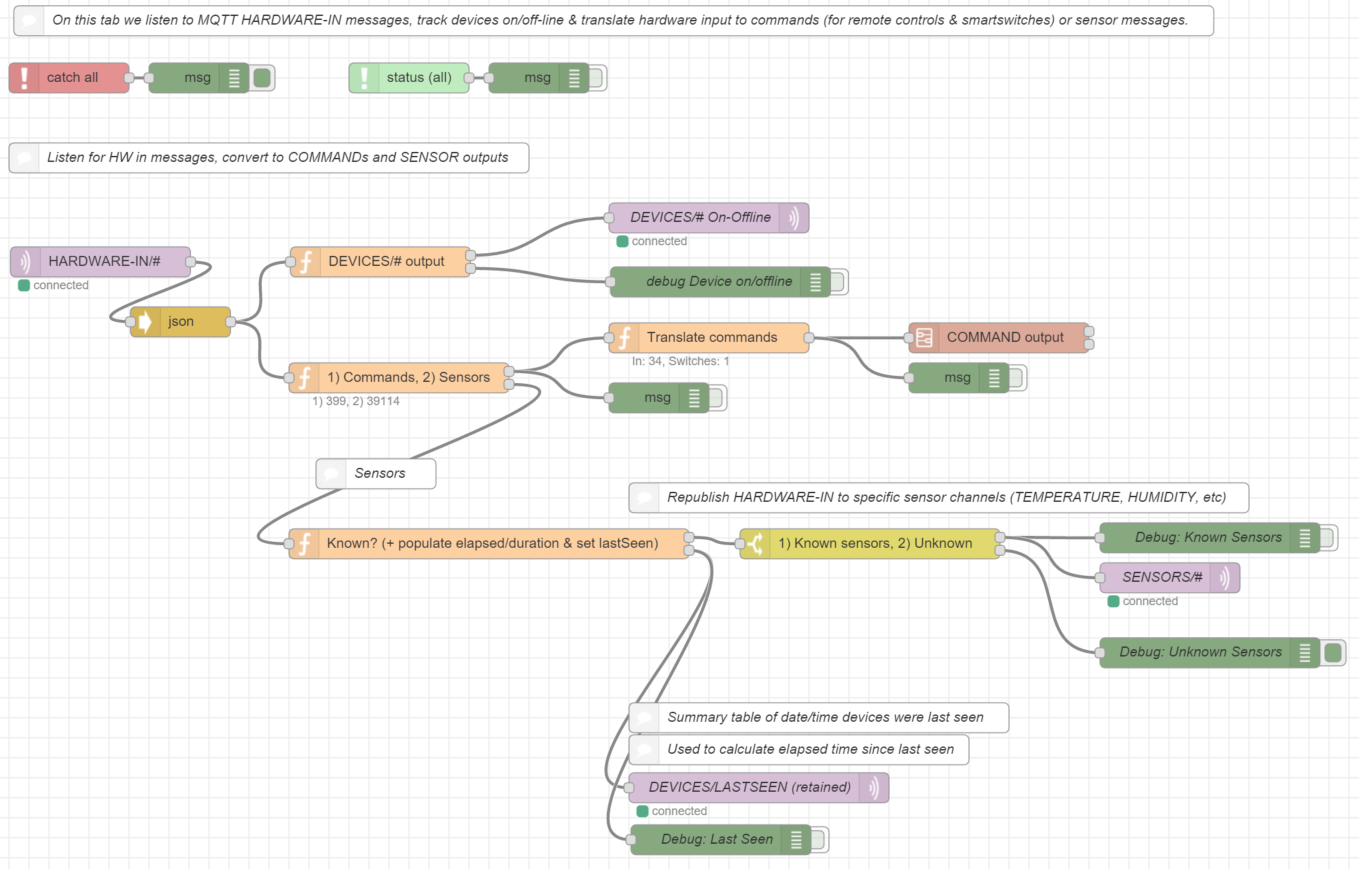 On this tab we listen to MQTT HARDWARE-IN messages, track devices on/off-line & translate hardware input to commands (for remote controls & smartswitches) or sensor messages.
catch all
msg
status (all)
msg
Listen for HW in messages, convert to COMMANDs and SENSOR outputs
DEVICES/# On-Offline
connected
HARDWARE-IN/#
connected
DEVICES/# output
debug Device on/offline
json
Translate commands
In: 34, Switches: 1
COMMAND output
1) Commands, 2) Sensors
1) 399, 2) 39114
msg
msg
Sensors
Republish HARDWARE-IN to specific sensor channels (TEMPERATURE, HUMIDITY, etc)
Known? (+ populate elapsed/duration & set lastSeen)
1) Known sensors, 2) Unknown
Debug: Known Sensors
SENSORS/#
connected
Debug: Unknown Sensors
Summary table of date/time devices were last seen
Used to calculate elapsed time since last seen
DEVICES/LASTSEEN (retained)
connected
Debug: Last Seen